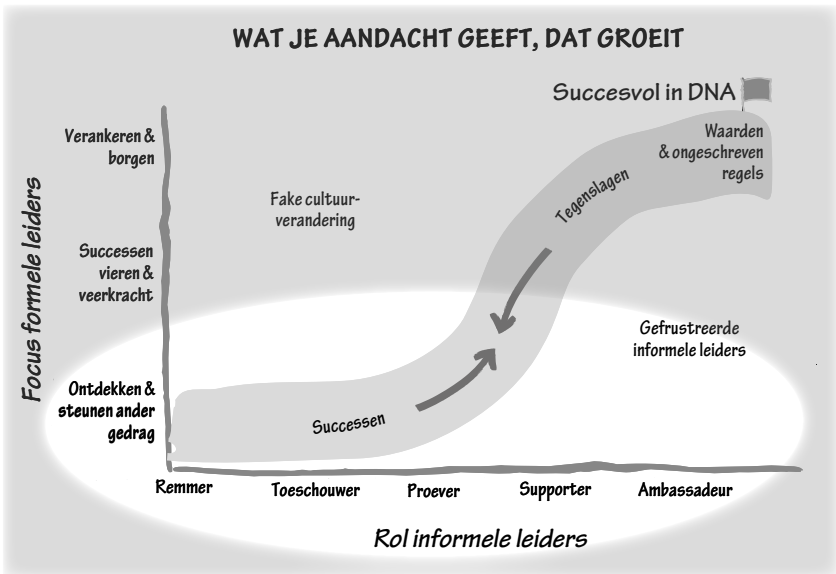 WAT JE AANDACHT GEEFT, DAT GROEIT
Succesvol in DNA
Waarden
& ongeschreven
regels
Verankeren &
borgen
Tegenslagen
Fake cultuur-
verandering
Focus formele leiders
Successen
vieren &
veerkracht
Gefrustreerde
informele leiders
Ontdekken &
steunen ander
gedrag
Successen
Remmer
Toeschouwer
Proever
Supporter
Ambassadeur
Rol informele leiders